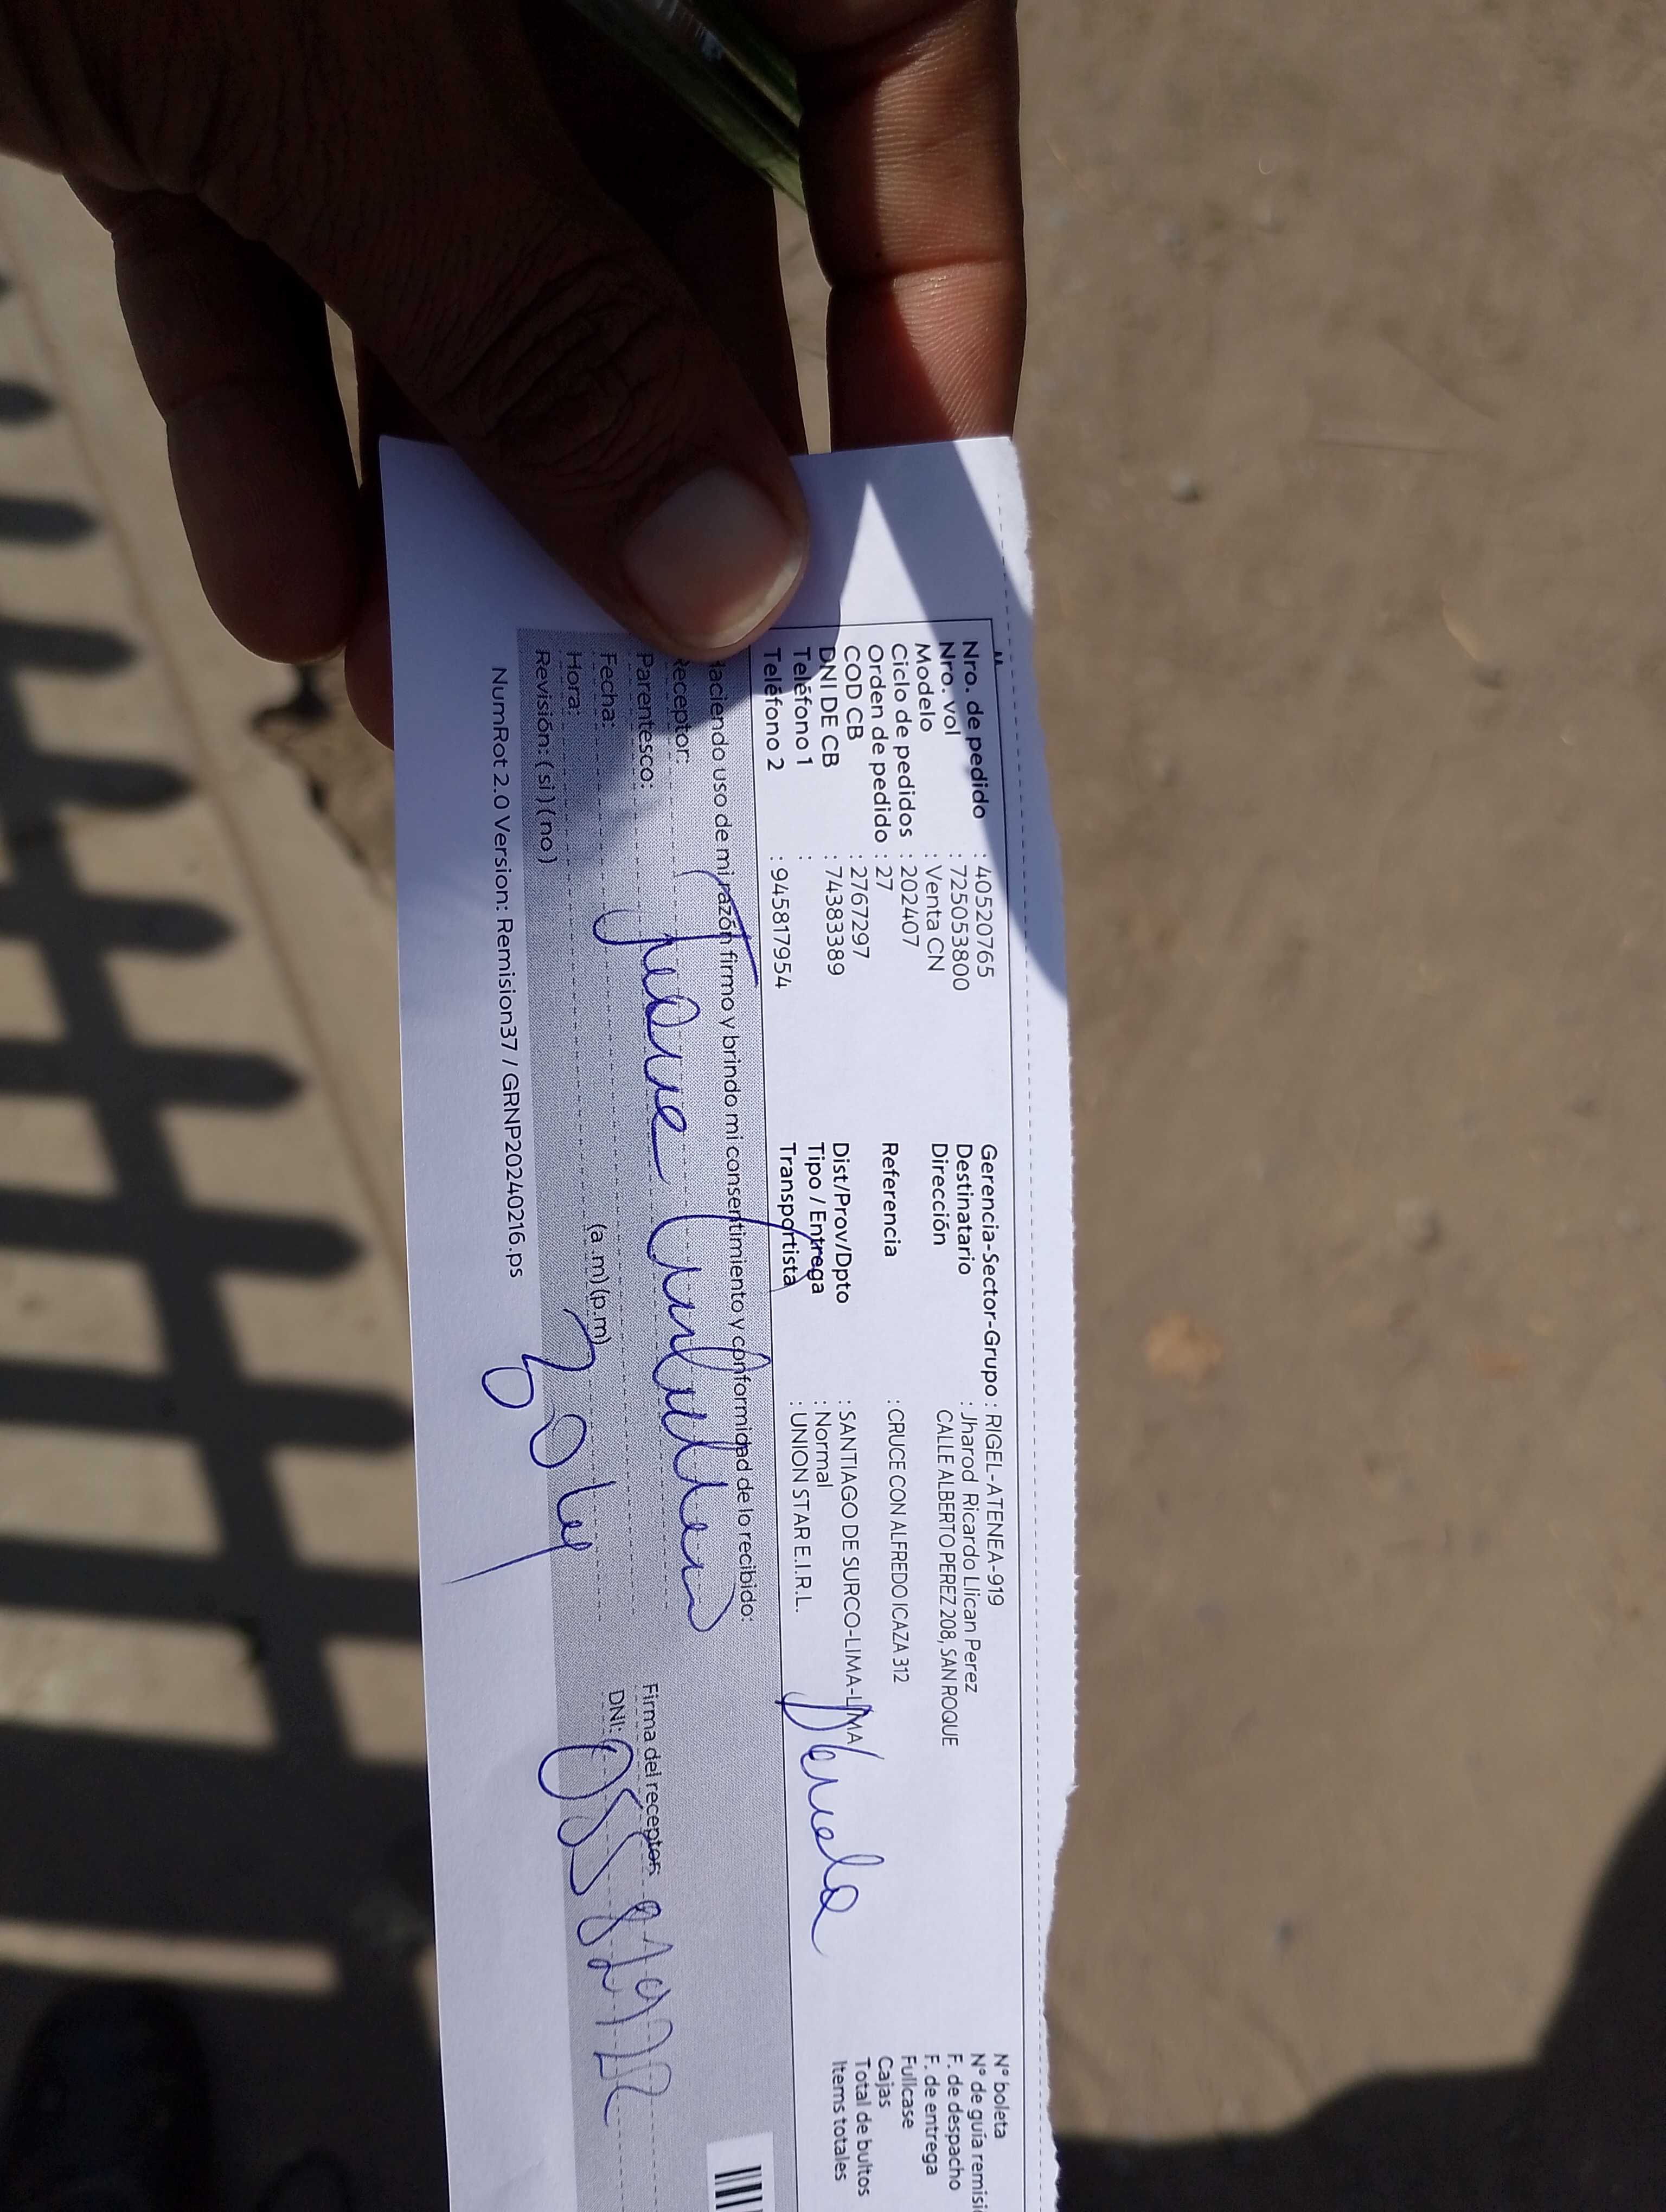 Nro. de pedido : 40520765
Nro. vol : 725053800
Modelo : Venta CN
Ciclo de pedidos : 202407
Orden de pedido : 27
COD CB : 2767297
DNI DE CB : 74383389
Teléfono 1 :
Teléfono 2 : 945817954
Gerencia-Sector-Grupo : RIGEL-ATENEA-919
Destinatario : Jharod Ricardo Llican Perez
Dirección CALLE ALBERTO PEREZ 208, SAN ROQUE
Referencia : CRUCE CON ALFREDO ICAZA 312
Dist/Prov/Dpto : SANTIAGO DE SURCO-LIMA-LIMA
Tipo / Entrega : Normal
Transportista : UNION STAR E.I.R.L.
N° boleta
N° de guía remisi
F. de despacho
F. de entrega
Fullcase
Cajas
Total de bultos
Items totales
Haciendo uso de mi razón firmo y brindo mi consentimiento y conformidad de lo recibido:
Receptor:
Parentesco:
Fecha:
Hora: (a.m) (p.m)
Revisión: ( si ) ( no )
Firma del receptor:
DNI:
NumRot 2.0 Version: Remision37 / GRNP20240216.ps